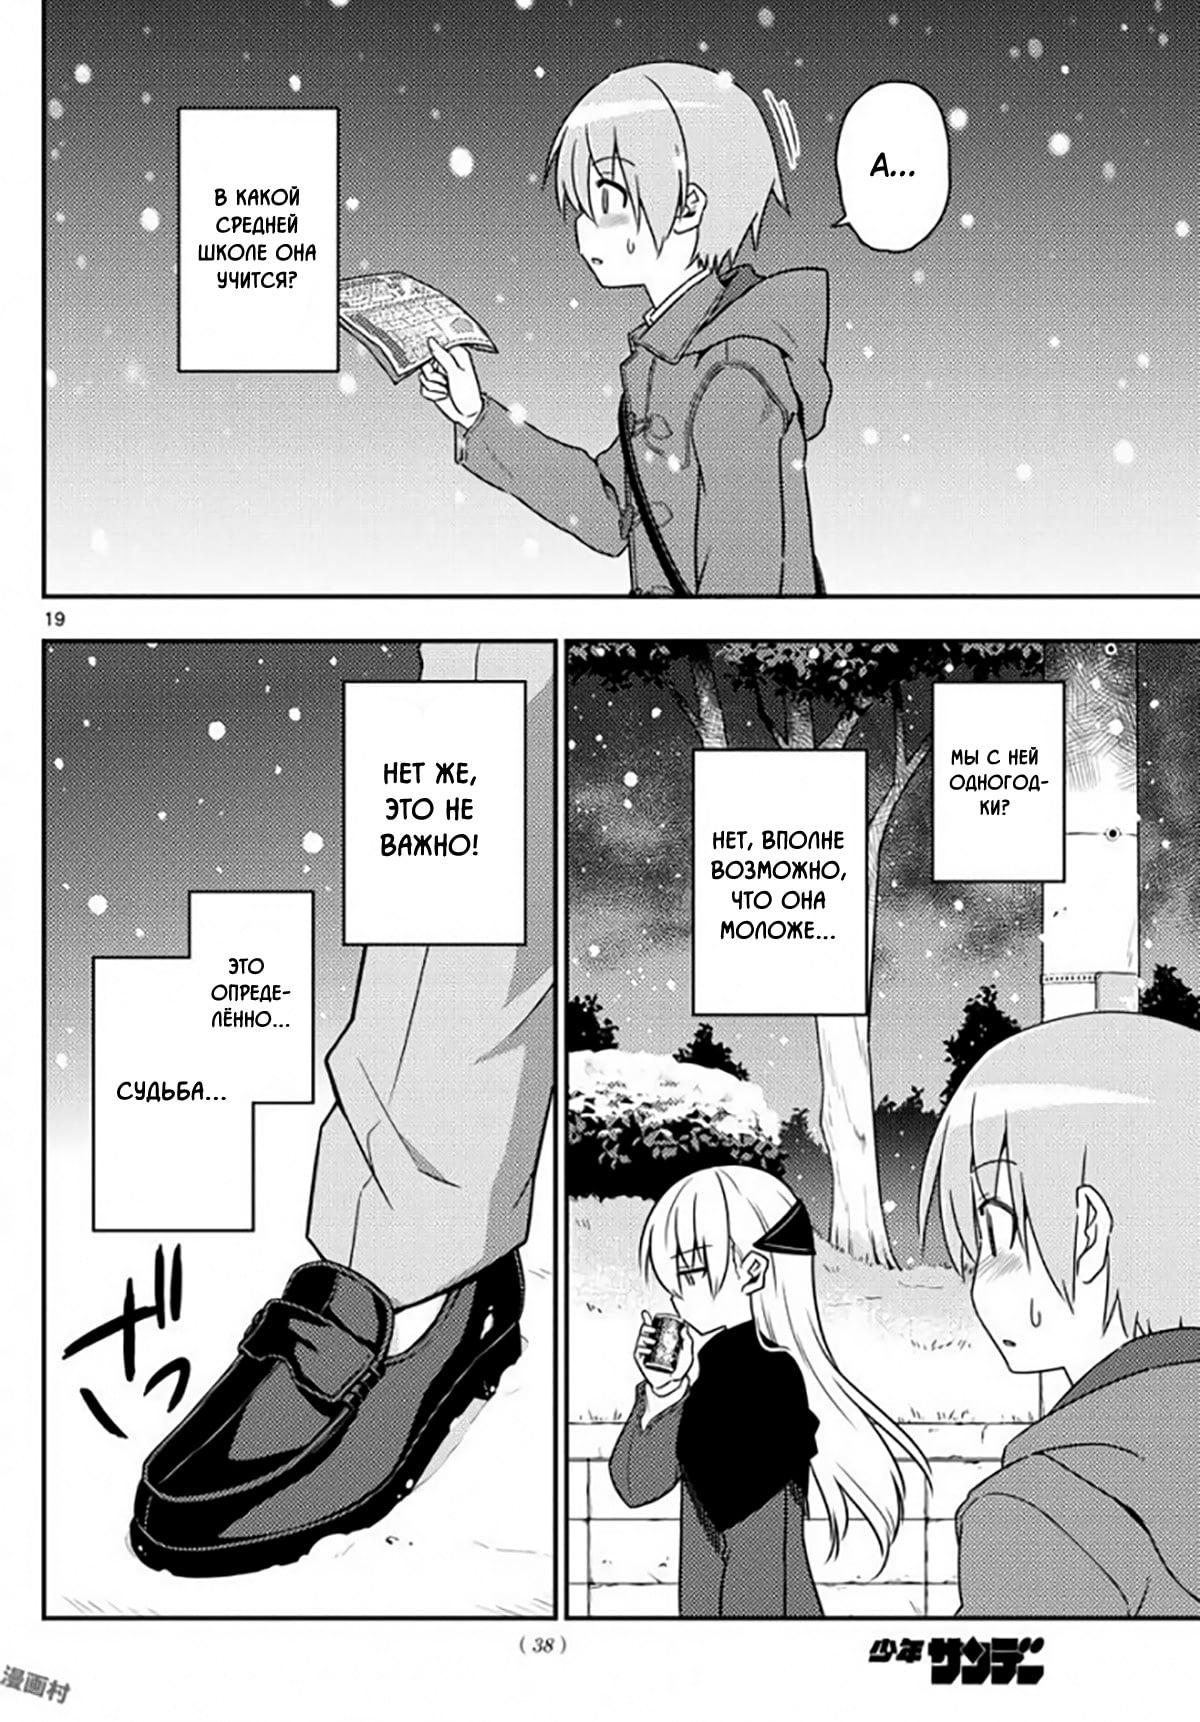 А...
В КАКОЙ
СРЕДНЕЙ
ШКОЛЕ ОНА
УЧИТСЯ?
19
МЫ С НЕЙ
ОДНОГОД-
КИ?
НЕТ, ВПОЛНЕ
ВОЗМОЖНО,
ЧТО ОНА
МОЛОЖЕ...
НЕТ ЖЕ,
ЭТО НЕ
ВАЖНО!
ЭТО
ОПРЕДЕ-
ЛЁННО...
СУДЬБА...
ザッ
( 38 )
少年サンデー
漫画村